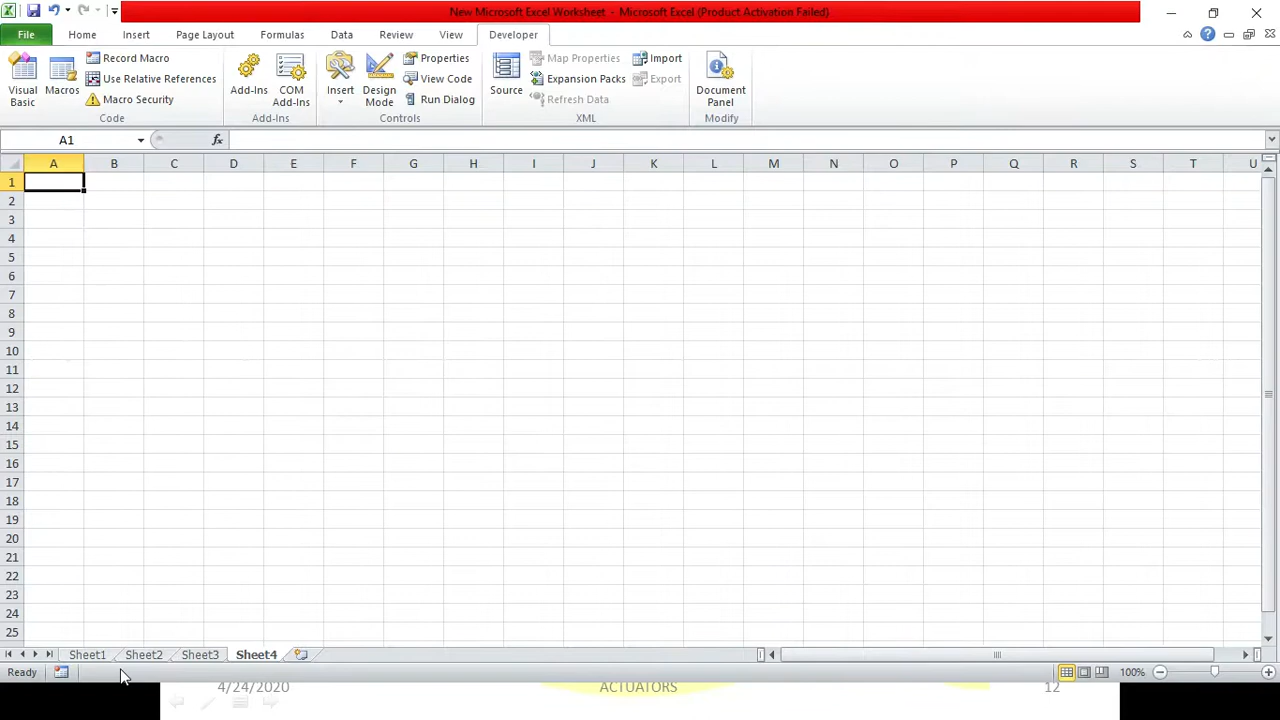 New Microsoft Excel Worksheet - Microsoft Excel (Product Activation Failed)
File Home Insert Page Layout Formulas Data Review View Developer
Visual Basic
Macros
Record Macro
Use Relative References
Macro Security
Code
Add-Ins
COM Add-Ins
Add-Ins
Insert
Design Mode
Properties
View Code
Run Dialog
Controls
Source
Map Properties
Expansion Packs
Refresh Data
Import
Export
XML
Document Panel
Modify
A1 fx
A B C D E F G H I J K L M N O P Q R S T U
1
2
3
4
5
6
7
8
9
10
11
12
13
14
15
16
17
18
19
20
21
22
23
24
25
Sheet1 Sheet2 Sheet3 Sheet4
Ready 100%
4/24/2020 ACTUATORS 12